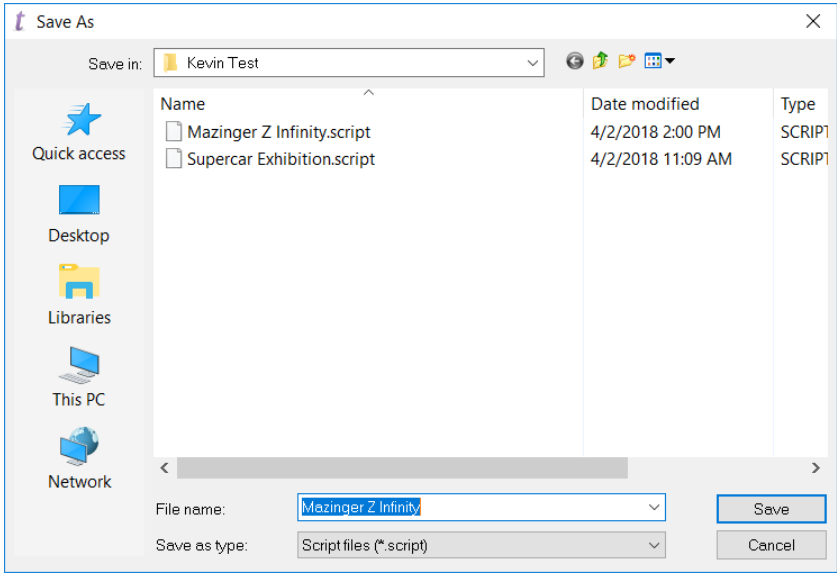 t Save As
Save in: Kevin Test
Name Date modified Type
Mazinger Z Infinity.script 4/2/2018 2:00 PM SCRIPT
Supercar Exhibition.script 4/2/2018 11:09 AM SCRIPT
Quick access
Desktop
Libraries
This PC
Network
File name: Mazinger Z Infinity Save
Save as type: Script files (*.script) Cancel